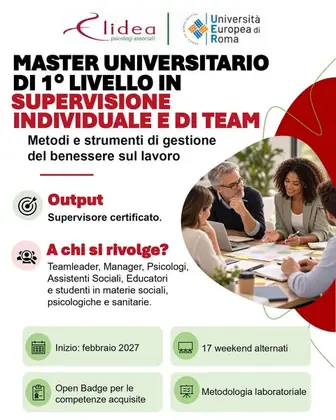 Elidea
psicologi associati
UER
Università
Europea di
Roma
MASTER UNIVERSITARIO
DI 1° LIVELLO IN
SUPERVISIONE
INDIVIDUALE E DI TEAM
Metodi e strumenti di gestione
del benessere sul lavoro
Output
Supervisore certificato.
A chi si rivolge?
Teamleader, Manager, Psicologi,
Assistenti Sociali, Educatori
e studenti in materie sociali,
psicologiche e sanitarie.
Inizio: febbraio 2027
17 weekend alternati
Open Badge per le
competenze acquisite
Metodologia laboratoriale